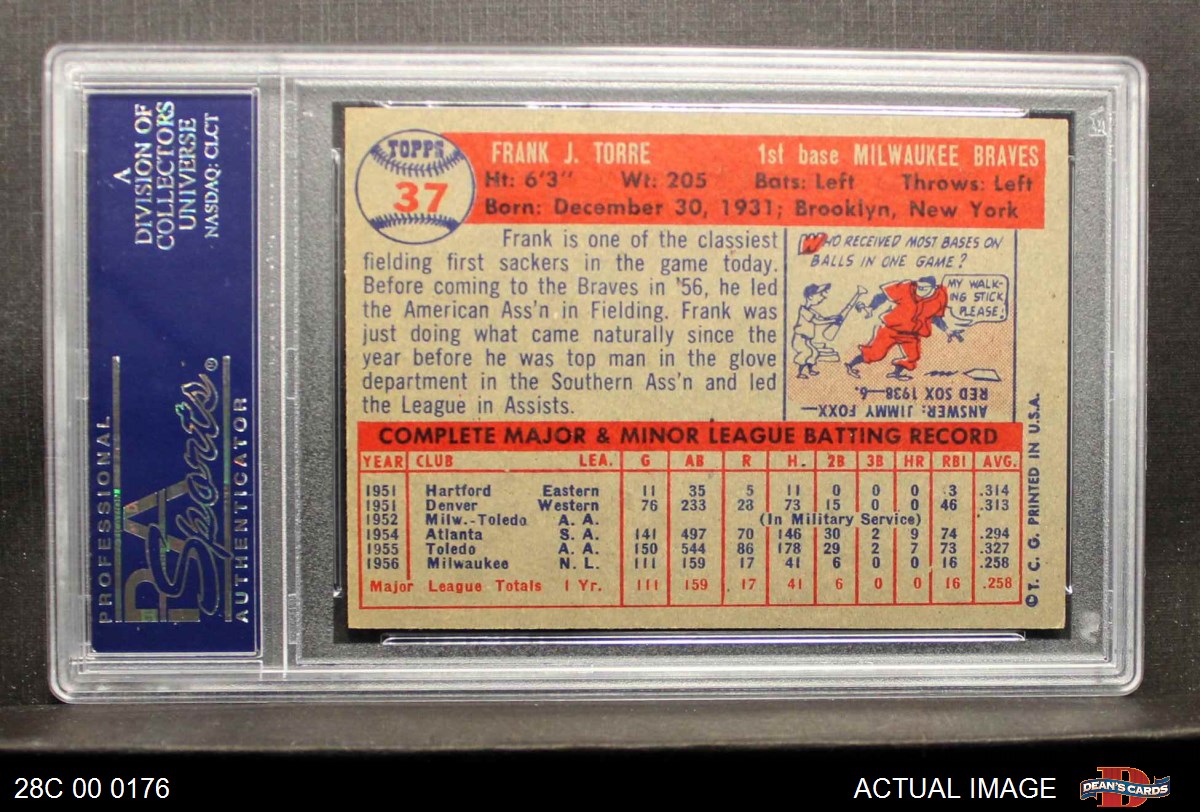 A
DIVISION OF
COLLECTORS
UNIVERSE
NASDAQ: CLCT
PROFESSIONAL
PSA
Sports®
AUTHENTICATOR
TOPPS
37
FRANK J. TORRE 1st base MILWAUKEE BRAVES
Ht: 6'3" Wt: 205 Bats: Left Throws: Left
Born: December 30, 1931; Brooklyn, New York
Frank is one of the classiest
fielding first sackers in the game today.
Before coming to the Braves in '56, he led
the American Ass'n in Fielding. Frank was
just doing what came naturally since the
year before he was top man in the glove
department in the Southern Ass'n and led
the League in Assists.
WHO RECEIVED MOST BASES ON
BALLS IN ONE GAME?
MY WALK-
ING STICK
PLEASE!
ANSWER: JIMMY FOXX—
RED SOX 1938—6.
COMPLETE MAJOR & MINOR LEAGUE BATTING RECORD
YEAR CLUB LEA. G AB R H. 2B 3B HR RBI AVG.
1951 Hartford Eastern 11 35 5 11 0 0 0 3 .314
1951 Denver Western 76 233 28 73 15 0 0 46 .313
1952 Milw.-Toledo A. A. (In Military Service)
1954 Atlanta S. A. 141 497 70 146 30 2 9 74 .294
1955 Toledo A. A. 150 544 86 178 29 2 7 73 .327
1956 Milwaukee N. L. 111 159 17 41 6 0 0 16 .258
Major League Totals 1 Yr. 111 159 17 41 6 0 0 16 .258
© T. C. G. PRINTED IN U.S.A.
28C 00 0176
ACTUAL IMAGE
D
DEAN'S CARDS